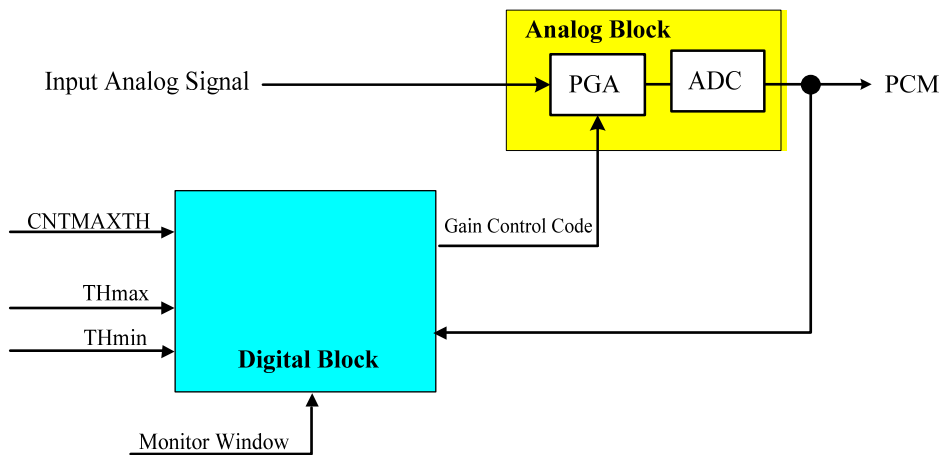 Analog Block
Input Analog Signal
PGA
ADC
PCM
CNTMAXTH
Gain Control Code
THmax
THmin
Digital Block
Monitor Window